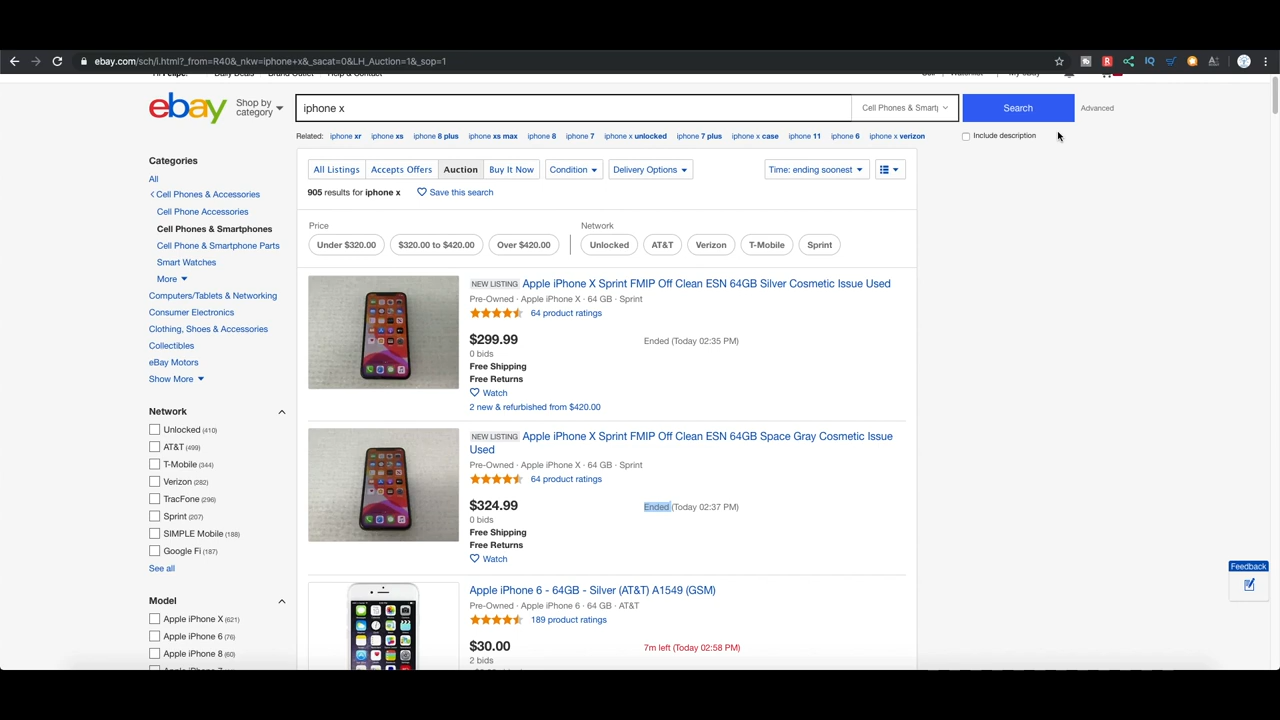 ebay.com/sch/i.html?_from=R40&_nkw=iphone+x&_sacat=0&LH_Auction=1&_sop=1
Daily Deals Brand Outlet Help & Contact
ebay
Shop by category
iphone x
Cell Phones & Smart
Search
Advanced
Related: iphone xr iphone xs iphone 8 plus iphone xs max iphone 8 iphone 7 iphone x unlocked iphone 7 plus iphone x case iphone 11 iphone 6 iphone x verizon
Include description
Categories
All
Cell Phones & Accessories
Cell Phone Accessories
Cell Phones & Smartphones
Cell Phone & Smartphone Parts
Smart Watches
More
Computers/Tablets & Networking
Consumer Electronics
Clothing, Shoes & Accessories
Collectibles
eBay Motors
Show More
Network
Unlocked (410)
AT&T (499)
T-Mobile (344)
Verizon (282)
TracFone (296)
Sprint (207)
SIMPLE Mobile (188)
Google Fi (187)
See all
Model
Apple iPhone X (621)
Apple iPhone 6 (76)
Apple iPhone 8 (60)
All Listings Accepts Offers Auction Buy It Now Condition Delivery Options Time: ending soonest
905 results for iphone x Save this search
Price Network
Under $320.00 $320.00 to $420.00 Over $420.00 Unlocked AT&T Verizon T-Mobile Sprint
NEW LISTING Apple iPhone X Sprint FMIP Off Clean ESN 64GB Silver Cosmetic Issue Used
Pre-Owned · Apple iPhone X · 64 GB · Sprint
64 product ratings
$299.99 Ended (Today 02:35 PM)
0 bids
Free Shipping
Free Returns
Watch
2 new & refurbished from $420.00
NEW LISTING Apple iPhone X Sprint FMIP Off Clean ESN 64GB Space Gray Cosmetic Issue
Used
Pre-Owned · Apple iPhone X · 64 GB · Sprint
64 product ratings
$324.99 Ended (Today 02:37 PM)
0 bids
Free Shipping
Free Returns
Watch
Apple iPhone 6 - 64GB - Silver (AT&T) A1549 (GSM)
Pre-Owned · Apple iPhone 6 · 64 GB · AT&T
189 product ratings
$30.00 7m left (Today 02:58 PM)
2 bids
Feedback